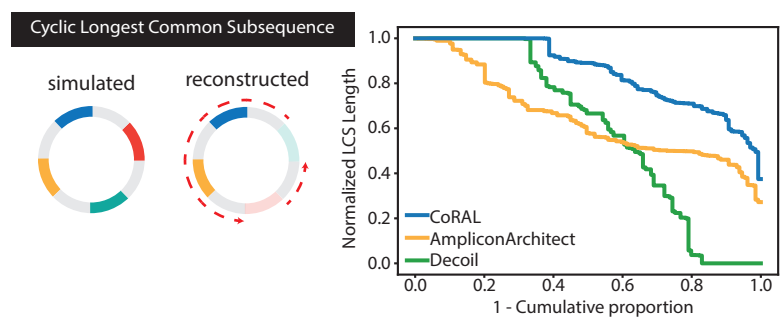 Cyclic Longest Common Subsequence
simulated
reconstructed
Normalized LCS Length
1.0
0.8
0.6
0.4
0.2
0.0
CoRAL
AmpliconArchitect
Decoil
0.0 0.2 0.4 0.6 0.8 1.0
1 - Cumulative proportion